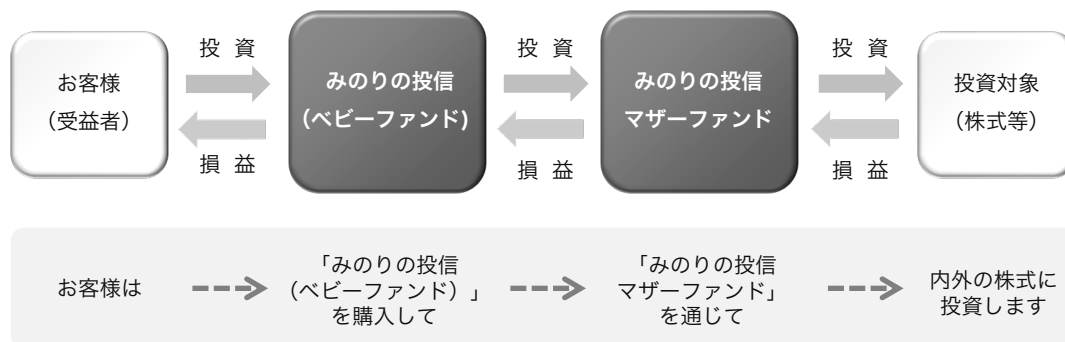 お客様
(受益者)
投 資
損 益
みのりの投信
(ベビーファンド)
投 資
損 益
みのりの投信
マザーファンド
投 資
損 益
投資対象
(株式等)
お客様は
「みのりの投信
(ベビーファンド)」
を購入して
「みのりの投信
マザーファンド」
を通じて
内外の株式に
投資します